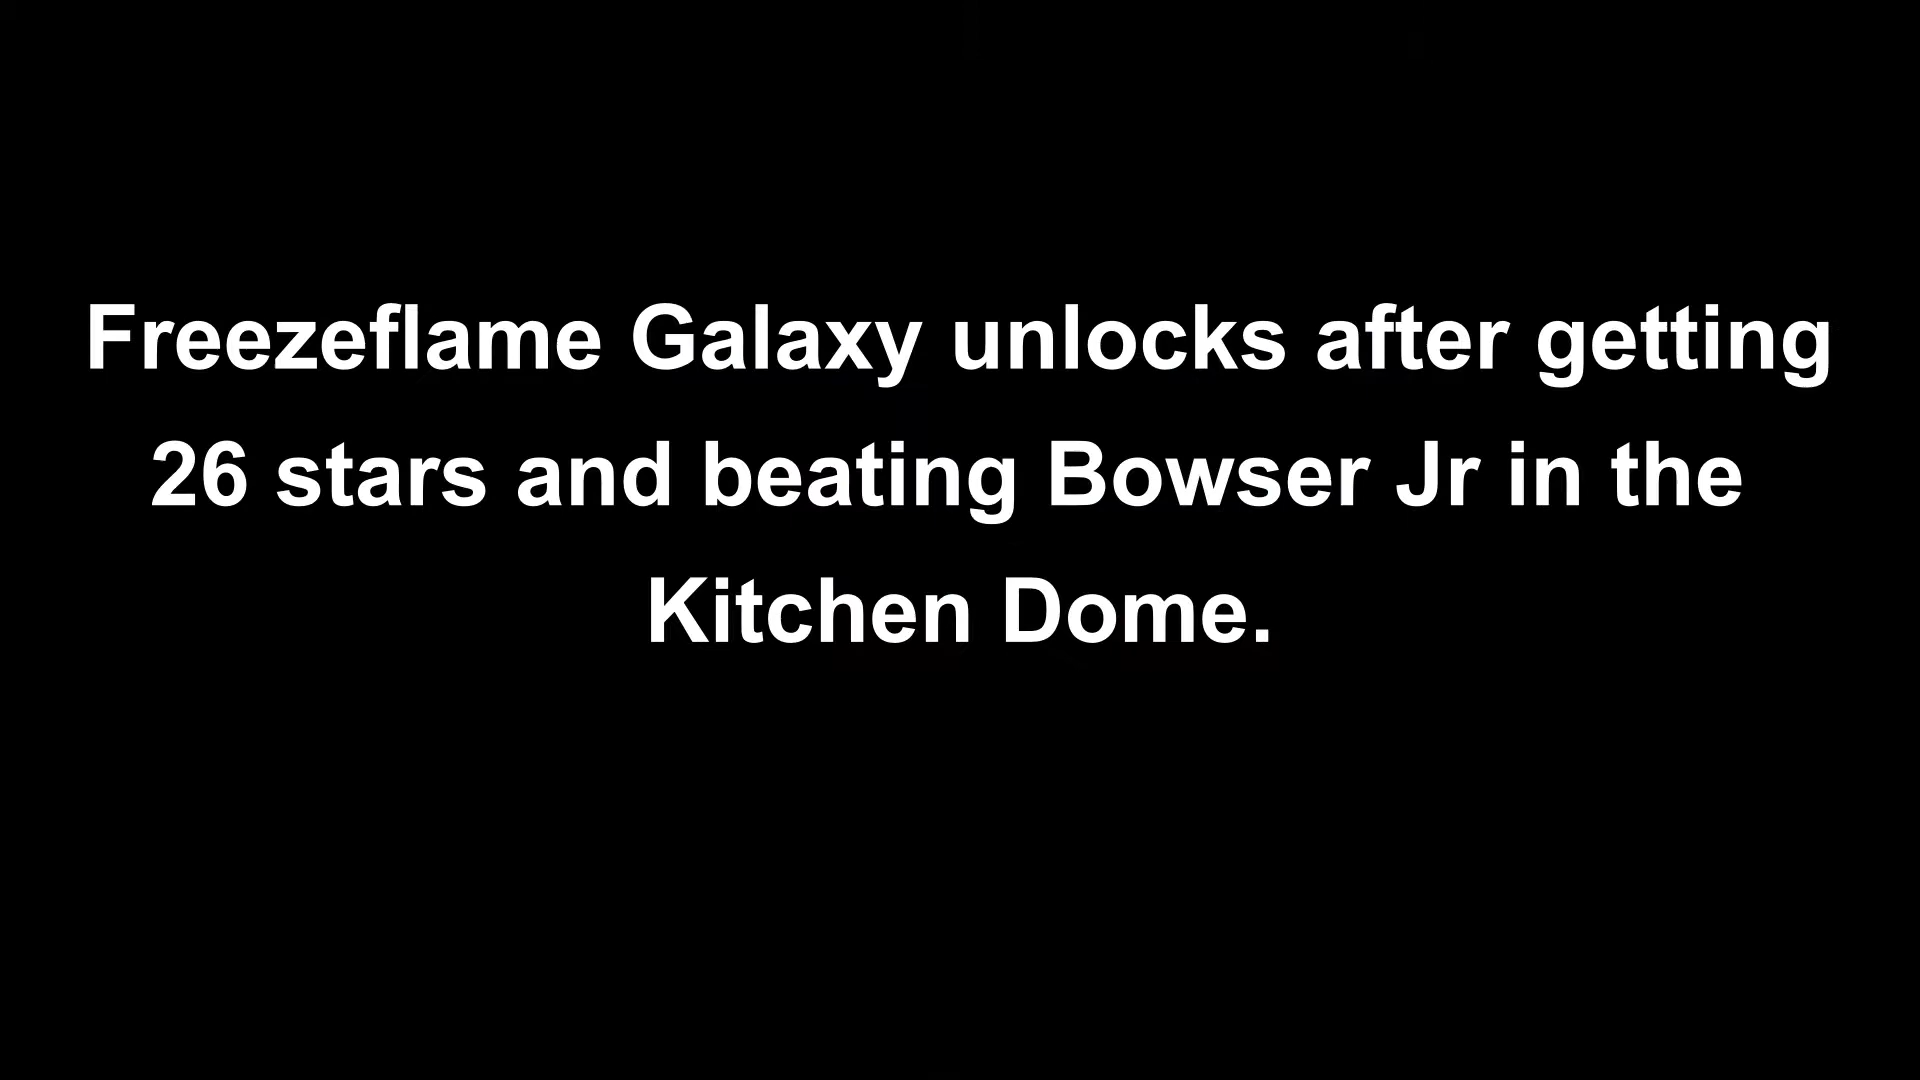 Freezeflame Galaxy unlocks after getting
26 stars and beating Bowser Jr in the
Kitchen Dome.